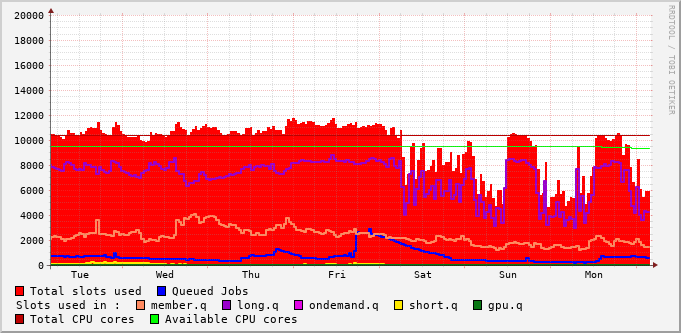 20000
18000
16000
14000
12000
10000
8000
6000
4000
2000
0
Tue Wed Thu Fri Sat Sun Mon
Total slots used Queued Jobs
Slots used in : member.q long.q ondemand.q short.q gpu.q
Total CPU cores Available CPU cores
RRDTOOL / TOBI OETIKER